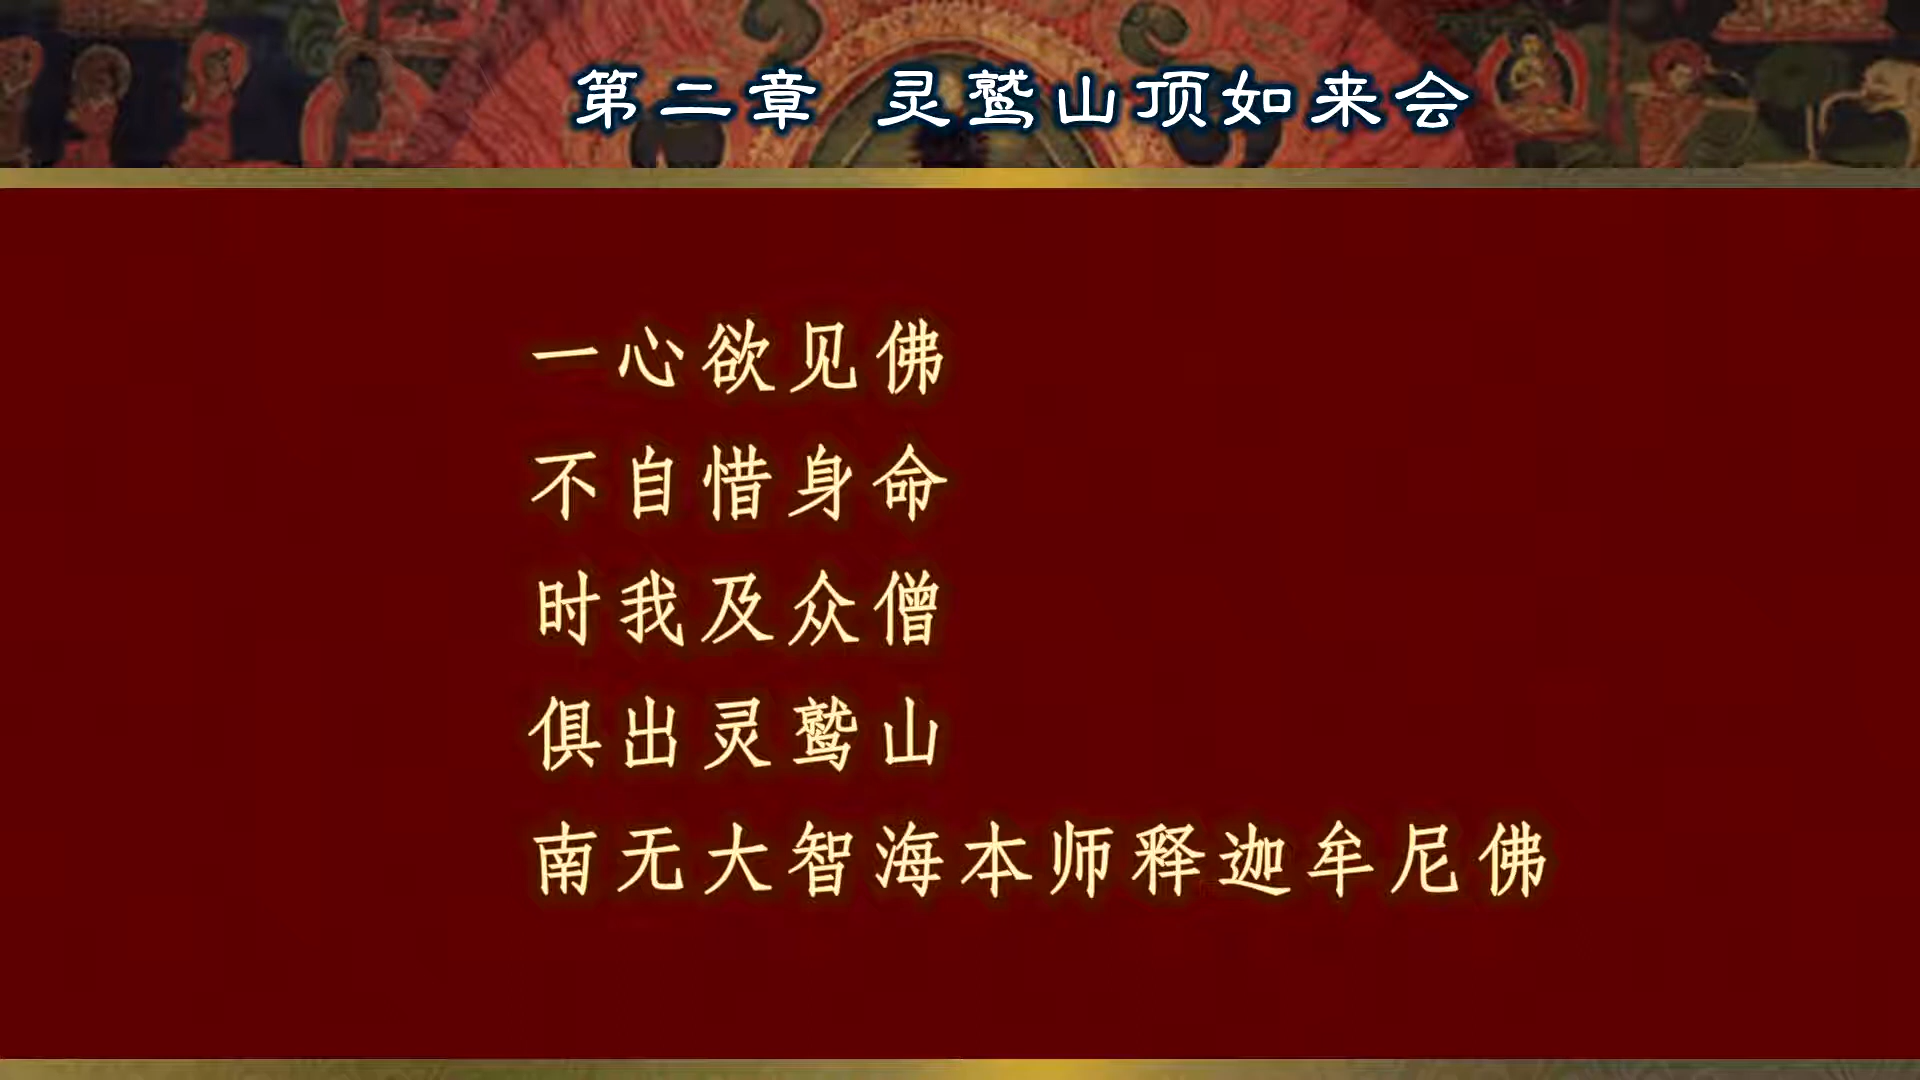 第二章 灵鹫山顶如来会
一心欲见佛
不自惜身命
时我及众僧
俱出灵鹫山
南无大智海本师释迦牟尼佛